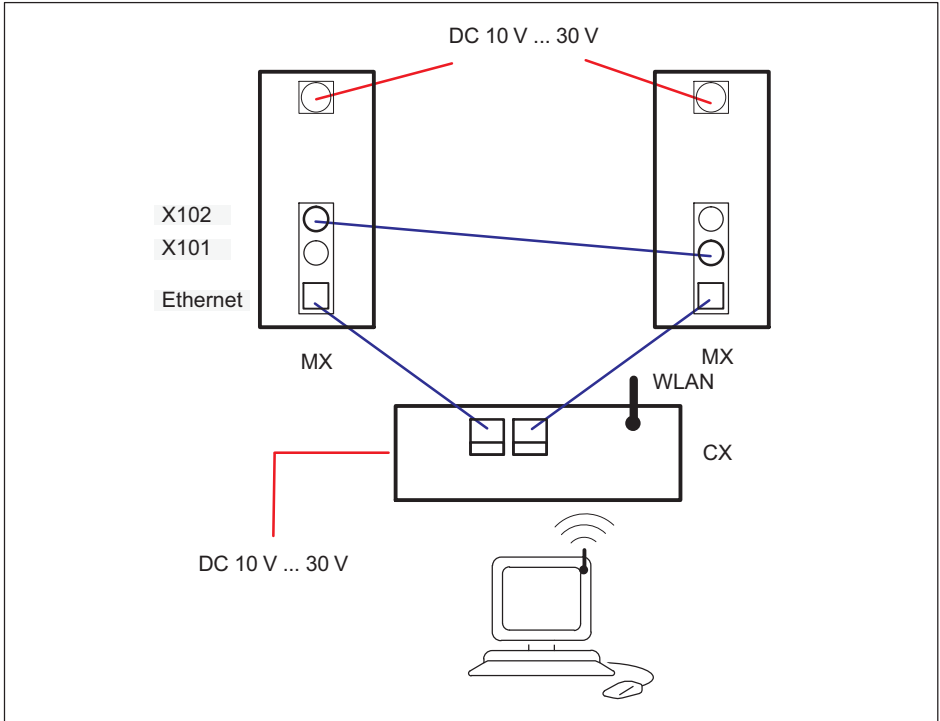 DC 10 V ... 30 V
X102
X101
Ethernet
MX
MX
WLAN
CX
DC 10 V ... 30 V